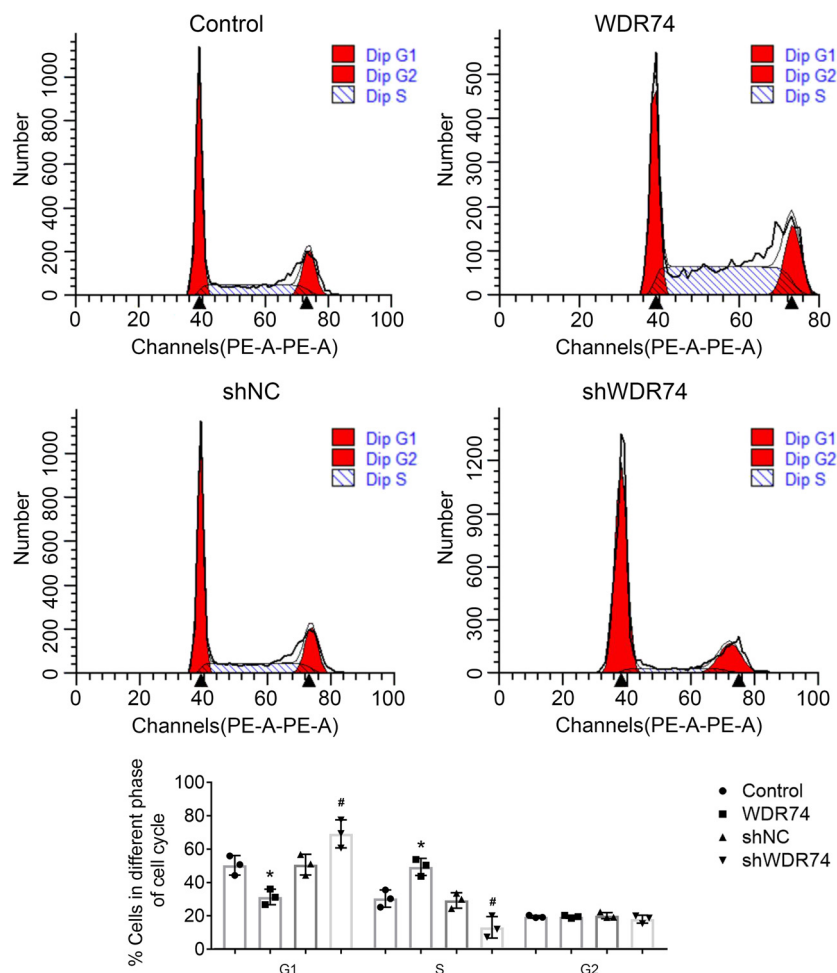 Control
Dip G1
Dip G2
Dip S
Number
1000
800
600
400
200
0
0 20 40 60 80 100
Channels(PE-A-PE-A)
WDR74
Dip G1
Dip G2
Dip S
Number
500
400
300
200
100
0
0 20 40 60 80
Channels(PE-A-PE-A)
shNC
Dip G1
Dip G2
Dip S
Number
1000
800
600
400
200
0
0 20 40 60 80 100
Channels(PE-A-PE-A)
shWDR74
Dip G1
Dip G2
Dip S
Number
1200
900
600
300
0
0 20 40 60 80 100
Channels(PE-A-PE-A)
% Cells in different phase
of cell cycle
100
80
60
40
20
0
* # * #
G1 S G2
Control
WDR74
shNC
shWDR74